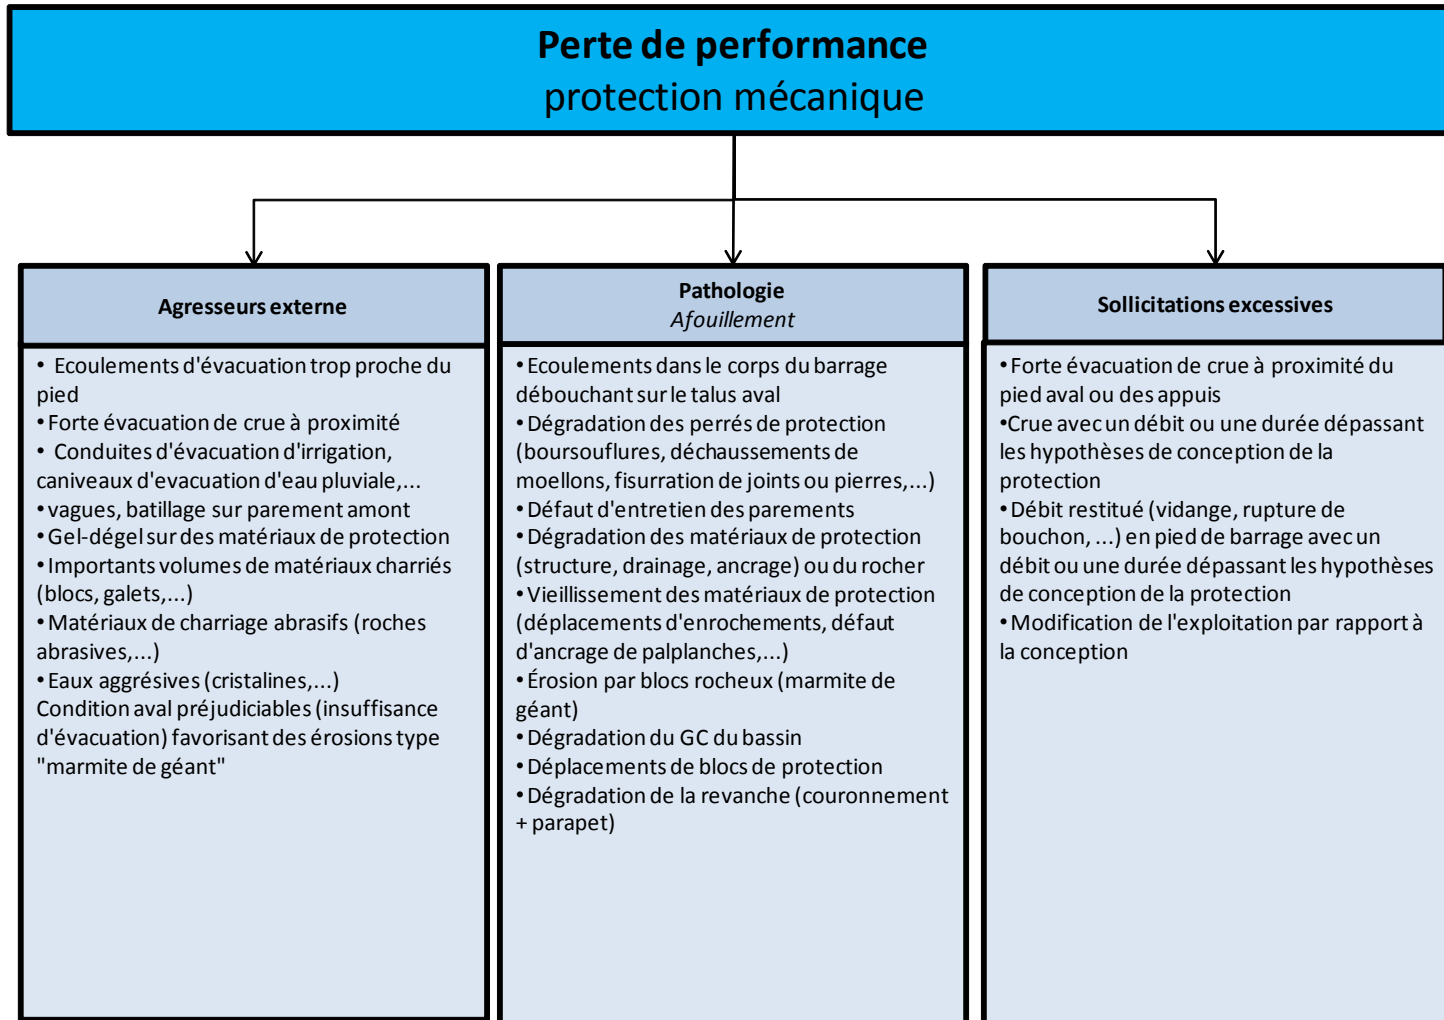 Perte de performance
protection mécanique
Agresseurs externe
• Ecoulements d'évacuation trop proche du
pied
•Forte évacuation de crue à proximité
• Conduites d'évacuation d'irrigation,
caniveaux d'evacuation d'eau pluviale,...
•vagues, batillage sur parement amont
•Gel-dégel sur des matériaux de protection
•Importants volumes de matériaux charriés
(blocs, galets,...)
•Matériaux de charriage abrasifs (roches
abrasives,...)
•Eaux aggrésives (cristalines,...)
Condition aval préjudiciables (insuffisance
d'évacuation) favorisant des érosions type
"marmite de géant"
Pathologie
Afouillement
•Ecoulements dans le corps du barrage
débouchant sur le talus aval
•Dégradation des perrés de protection
(boursouflures, déchaussements de
moellons, fisurration de joints ou pierres,...)
•Défaut d'entretien des parements
•Dégradation des matériaux de protection
(structure, drainage, ancrage) ou du rocher
•Vieillissement des matériaux de protection
(déplacements d'enrochements, défaut
d'ancrage de palplanches,...)
•Érosion par blocs rocheux (marmite de
géant)
•Dégradation du GC du bassin
•Déplacements de blocs de protection
•Dégradation de la revanche (couronnement
+ parapet)
Sollicitations excessives
•Forte évacuation de crue à proximité du
pied aval ou des appuis
•Crue avec un débit ou une durée dépassant
les hypothèses de conception de la
protection
•Débit restitué (vidange, rupture de
bouchon, ...) en pied de barrage avec un
débit ou une durée dépassant les hypothèses
de conception de la protection
•Modification de l'exploitation par rapport à
la conception